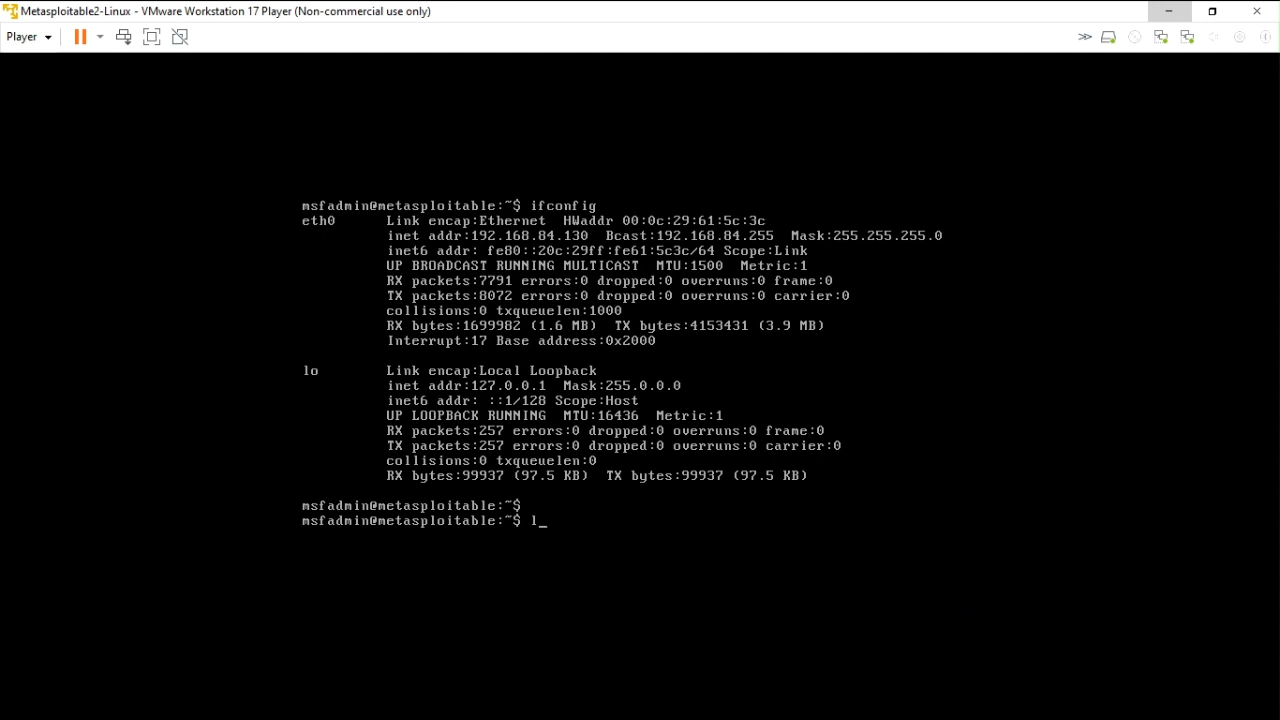 Metasploitable2-Linux - VMware Workstation 17 Player (Non-commercial use only)
Player
msfadmin@metasploitable:~$ ifconfig
eth0 Link encap:Ethernet HWaddr 00:0c:29:61:5c:3c
inet addr:192.168.84.130 Bcast:192.168.84.255 Mask:255.255.255.0
inet6 addr: fe80::20c:29ff:fe61:5c3c/64 Scope:Link
UP BROADCAST RUNNING MULTICAST MTU:1500 Metric:1
RX packets:7791 errors:0 dropped:0 overruns:0 frame:0
TX packets:8072 errors:0 dropped:0 overruns:0 carrier:0
collisions:0 txqueuelen:1000
RX bytes:1699982 (1.6 MB) TX bytes:4153431 (3.9 MB)
Interrupt:17 Base address:0x2000
lo Link encap:Local Loopback
inet addr:127.0.0.1 Mask:255.0.0.0
inet6 addr: ::1/128 Scope:Host
UP LOOPBACK RUNNING MTU:16436 Metric:1
RX packets:257 errors:0 dropped:0 overruns:0 frame:0
TX packets:257 errors:0 dropped:0 overruns:0 carrier:0
collisions:0 txqueuelen:0
RX bytes:99937 (97.5 KB) TX bytes:99937 (97.5 KB)
msfadmin@metasploitable:~$
msfadmin@metasploitable:~$ l_